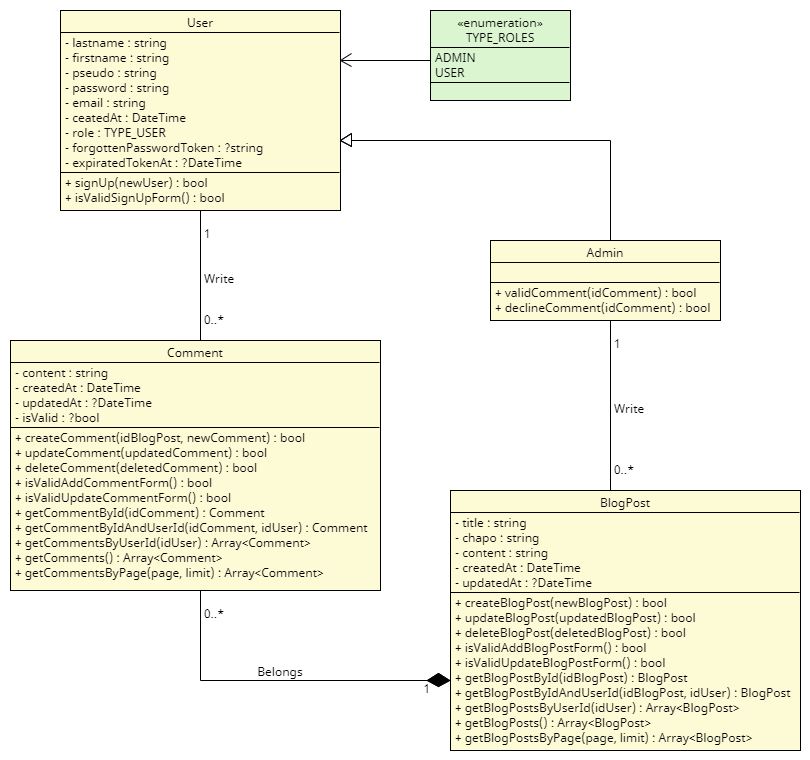 User
- lastname : string
- firstname : string
- pseudo : string
- password : string
- email : string
- ceatedAt : DateTime
- role : TYPE_USER
- forgottenPasswordToken : ?string
- expiratedTokenAt : ?DateTime
+ signUp(newUser) : bool
+ isValidSignUpForm() : bool
«enumeration»
TYPE_ROLES
ADMIN
USER
Admin
+ validComment(idComment) : bool
+ declineComment(idComment) : bool
1
Write
0..*
1
Write
0..*
Comment
- content : string
- createdAt : DateTime
- updatedAt : ?DateTime
- isValid : ?bool
+ createComment(idBlogPost, newComment) : bool
+ updateComment(updatedComment) : bool
+ deleteComment(deletedComment) : bool
+ isValidAddCommentForm() : bool
+ isValidUpdateCommentForm() : bool
+ getCommentById(idComment) : Comment
+ getCommentByIdAndUserId(idComment, idUser) : Comment
+ getCommentsByUserId(idUser) : Array<Comment>
+ getComments() : Array<Comment>
+ getCommentsByPage(page, limit) : Array<Comment>
BlogPost
- title : string
- chapo : string
- content : string
- createdAt : DateTime
- updatedAt : ?DateTime
+ createBlogPost(newBlogPost) : bool
+ updateBlogPost(updatedBlogPost) : bool
+ deleteBlogPost(deletedBlogPost) : bool
+ isValidAddBlogPostForm() : bool
+ isValidUpdateBlogPostForm() : bool
+ getBlogPostById(idBlogPost) : BlogPost
+ getBlogPostByIdAndUserId(idBlogPost, idUser) : BlogPost
+ getBlogPostsByUserId(idUser) : Array<BlogPost>
+ getBlogPosts() : Array<BlogPost>
+ getBlogPostsByPage(page, limit) : Array<BlogPost>
0..*
Belongs
1